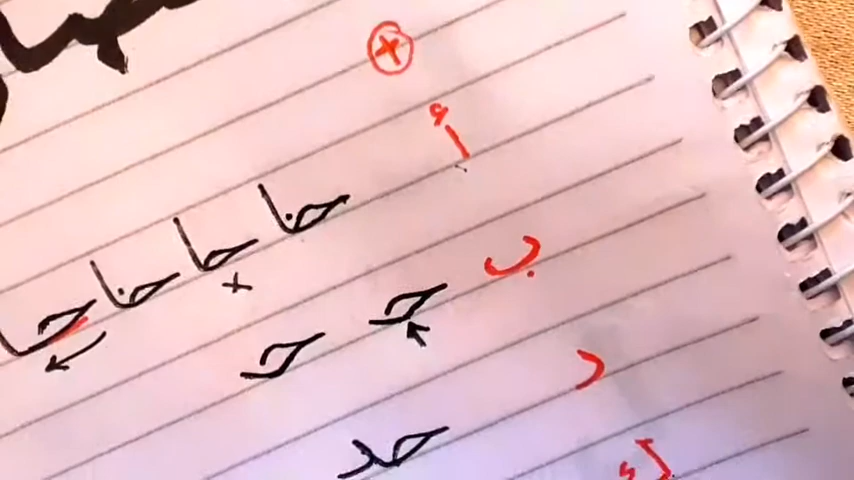 أ حا حا حا حا
ب حـ حـ
د حد
ك